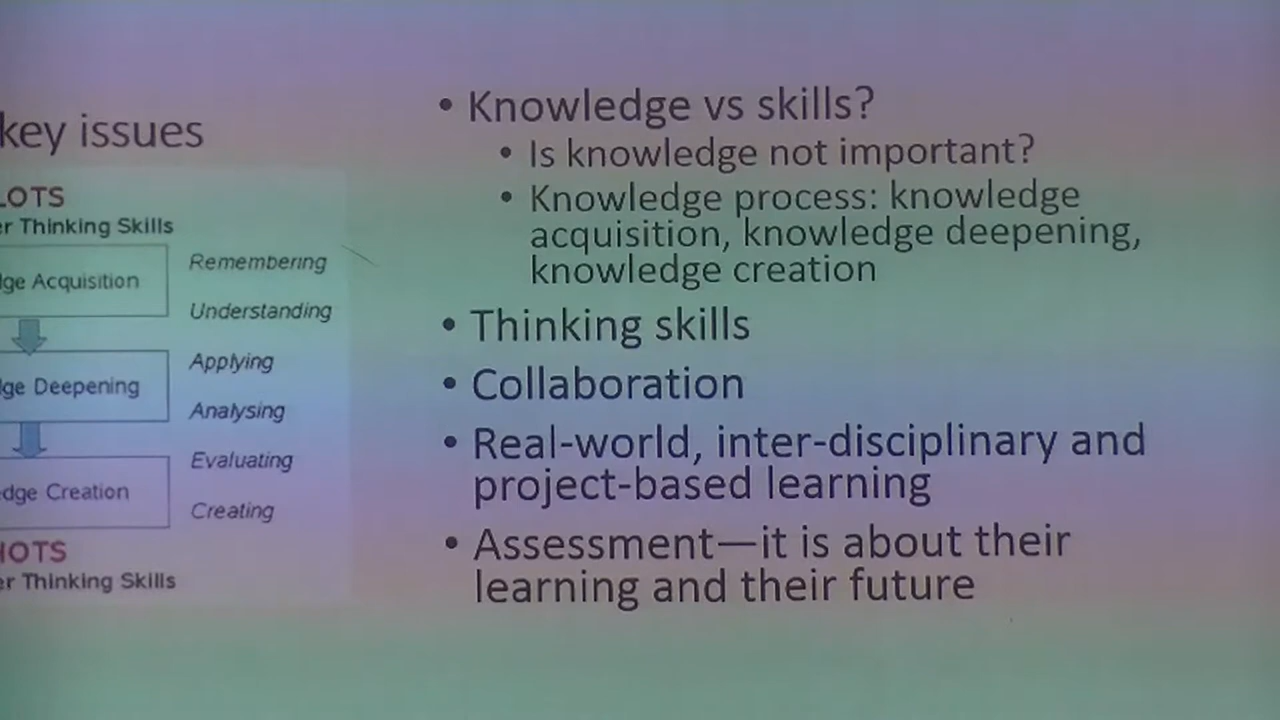 key issues
LOTS
er Thinking Skills
dge Acquisition
Remembering
Understanding
dge Deepening
Applying
Analysing
edge Creation
Evaluating
Creating
HOTS
er Thinking Skills
• Knowledge vs skills?
• Is knowledge not important?
• Knowledge process: knowledge
acquisition, knowledge deepening,
knowledge creation
• Thinking skills
• Collaboration
• Real-world, inter-disciplinary and
project-based learning
• Assessment—it is about their
learning and their future